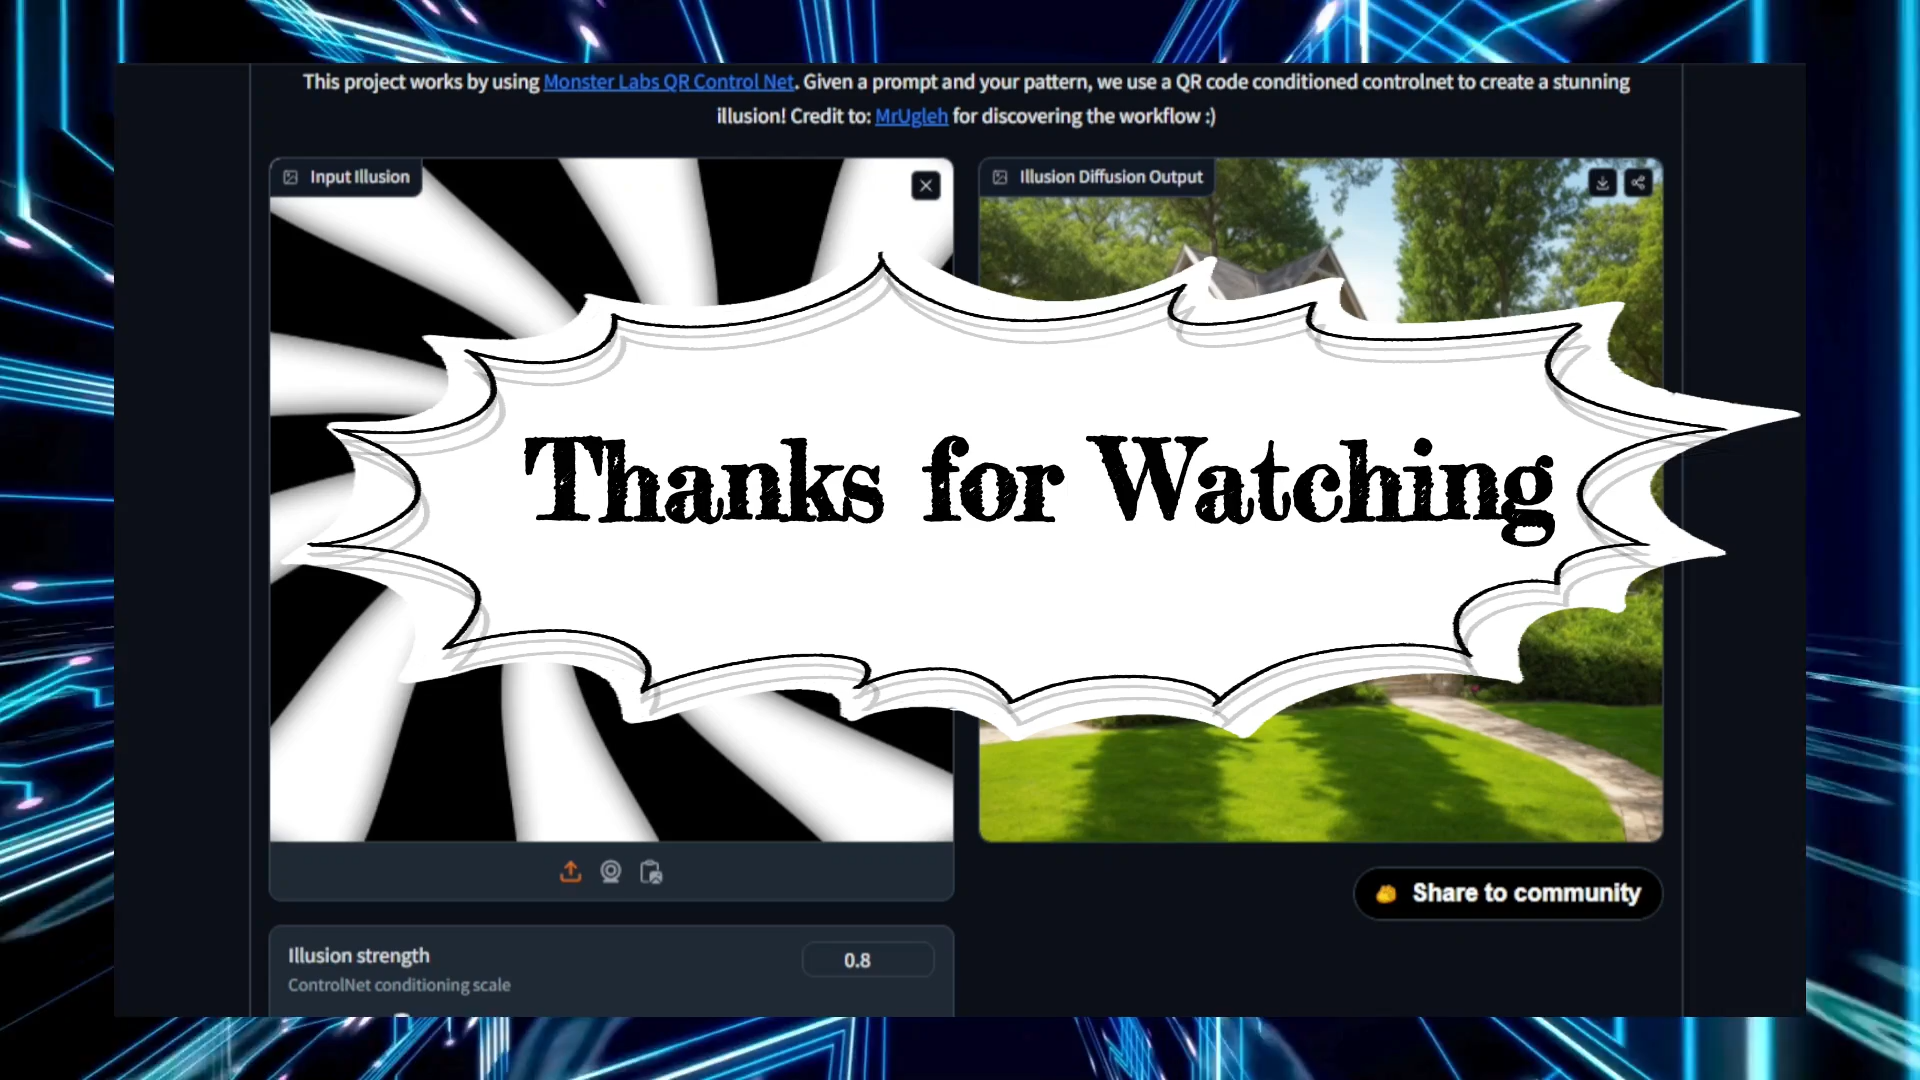 This project works by using Monster Labs QR Control Net. Given a prompt and your pattern, we use a QR code conditioned controlnet to create a stunning
illusion! Credit to: MrUgleh for discovering the workflow :)
Input Illusion
Illusion Diffusion Output
Thanks for Watching
Share to community
Illusion strength
0.8
ControlNet conditioning scale